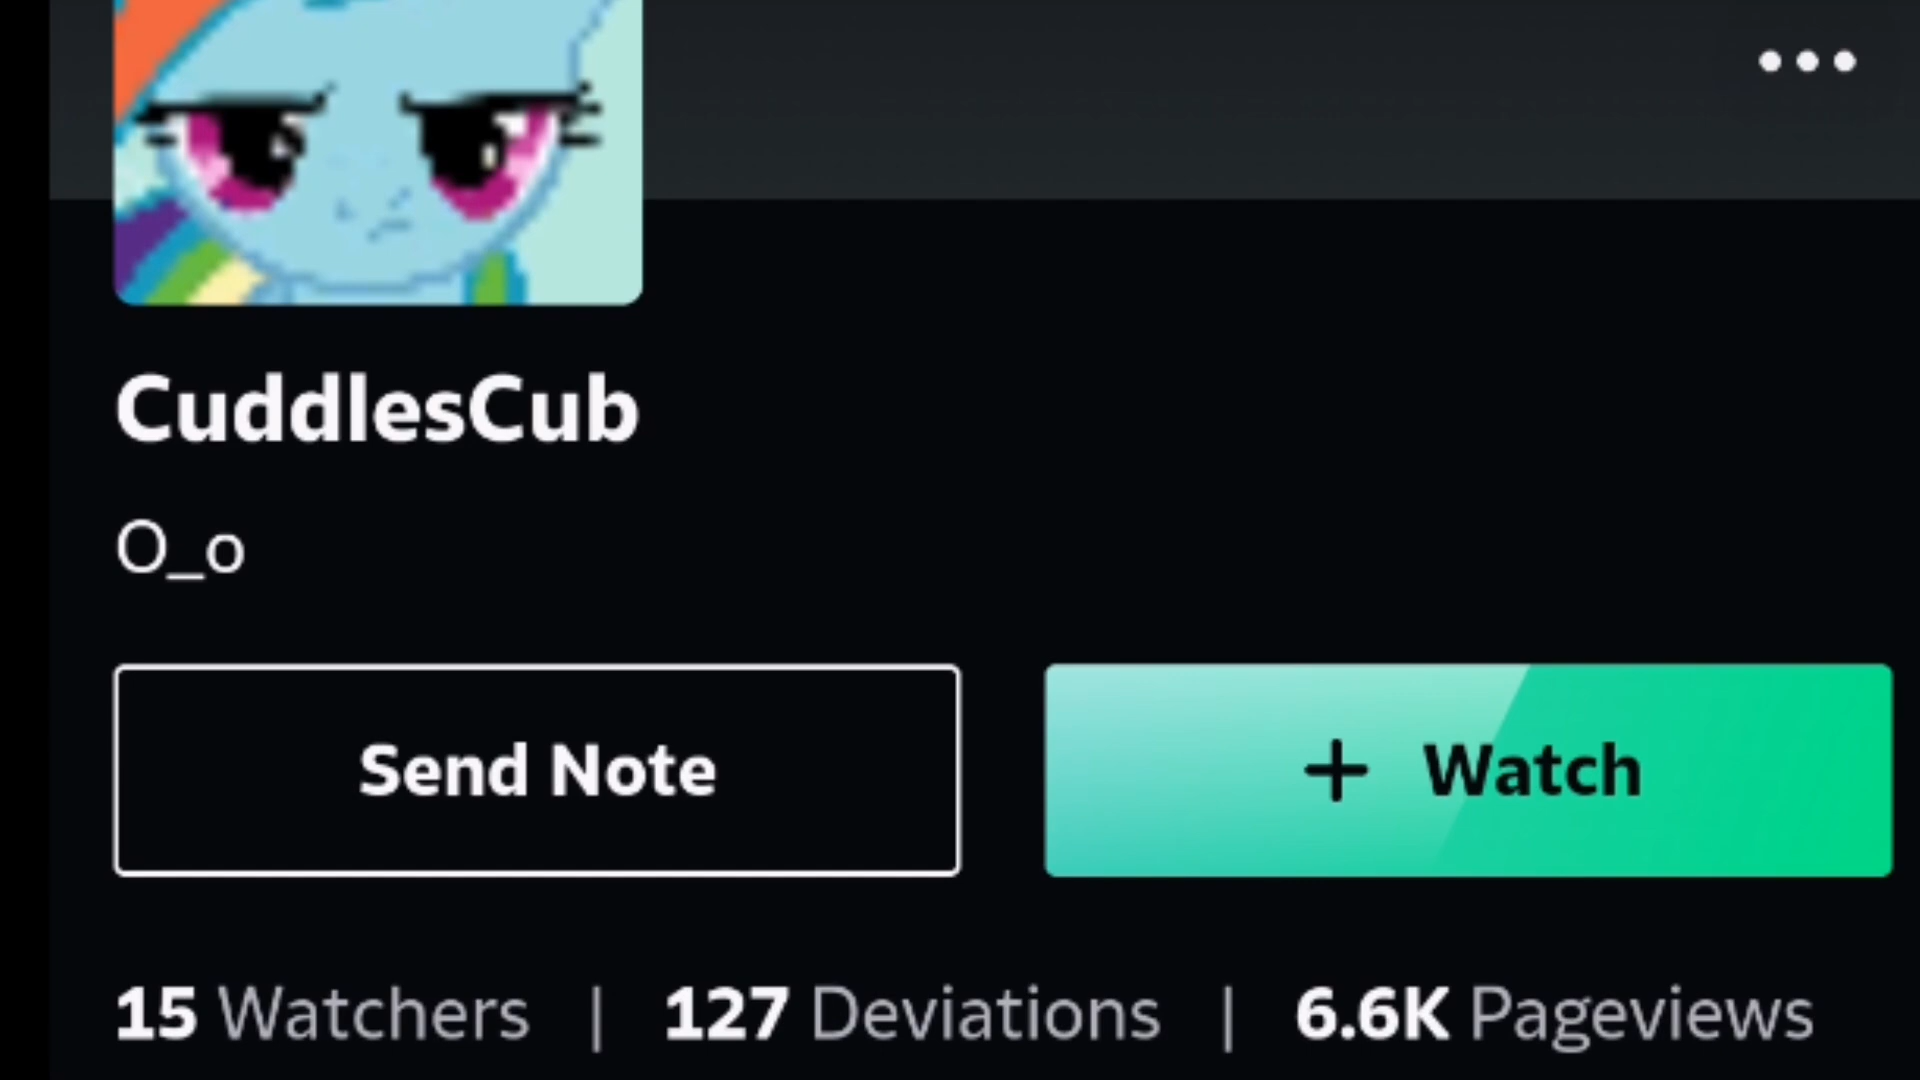 CuddlesCub
O_o
Send Note
+ Watch
15 Watchers | 127 Deviations | 6.6K Pageviews